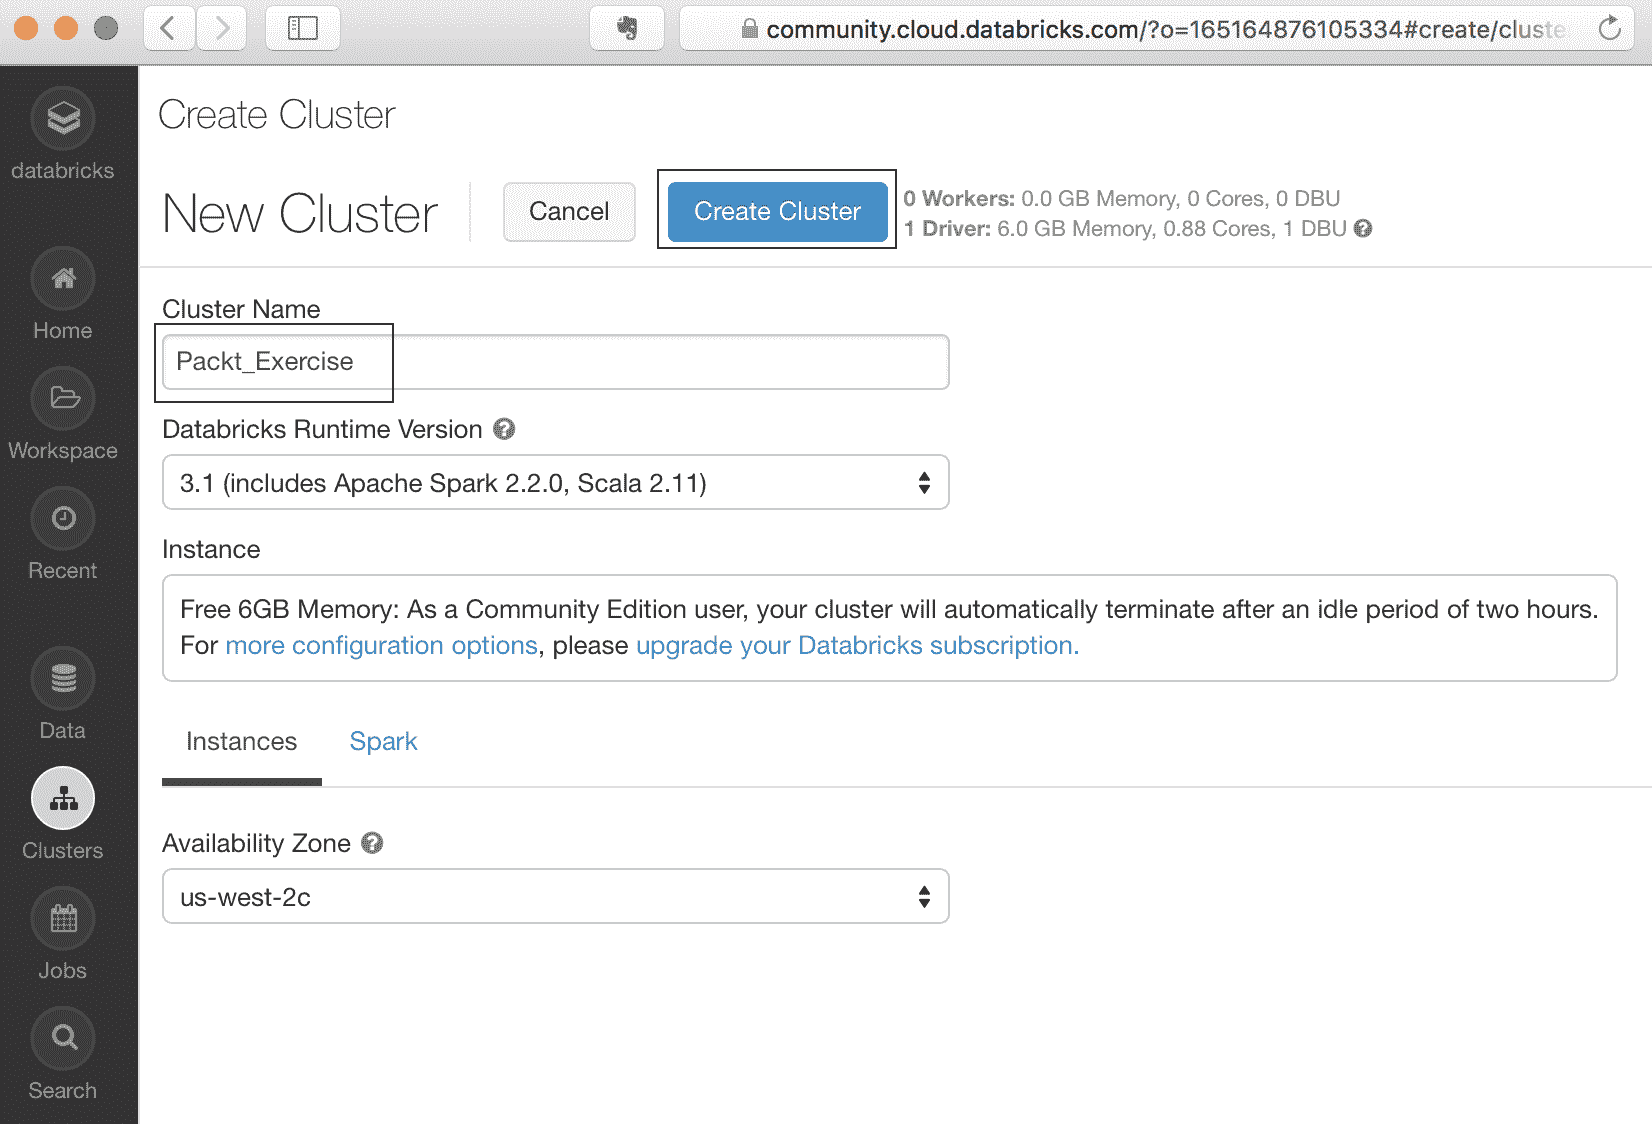 community.cloud.databricks.com/?o=165164876105334#create/cluste
databricks
Home
Workspace
Recent
Data
Clusters
Jobs
Search
Create Cluster
New Cluster
Cancel
Create Cluster
0 Workers: 0.0 GB Memory, 0 Cores, 0 DBU
1 Driver: 6.0 GB Memory, 0.88 Cores, 1 DBU ?
Cluster Name
Packt_Exercise
Databricks Runtime Version ?
3.1 (includes Apache Spark 2.2.0, Scala 2.11)
Instance
Free 6GB Memory: As a Community Edition user, your cluster will automatically terminate after an idle period of two hours.
For more configuration options, please upgrade your Databricks subscription.
Instances
Spark
Availability Zone ?
us-west-2c